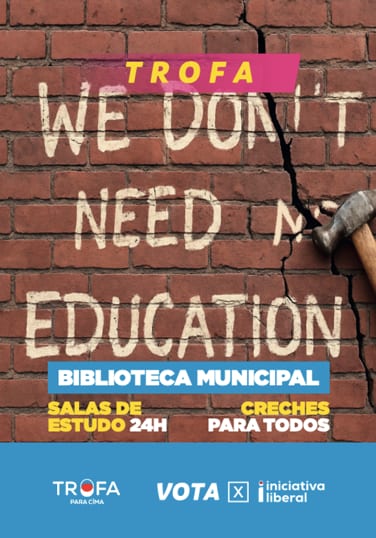 TROFA
WE DON'T
NEED NO
EDUCATION
BIBLIOTECA MUNICIPAL
SALAS DE
ESTUDO 24H
CRECHES
PARA TODOS
TROFA
PARA CIMA
VOTA X
iniciativa
liberal